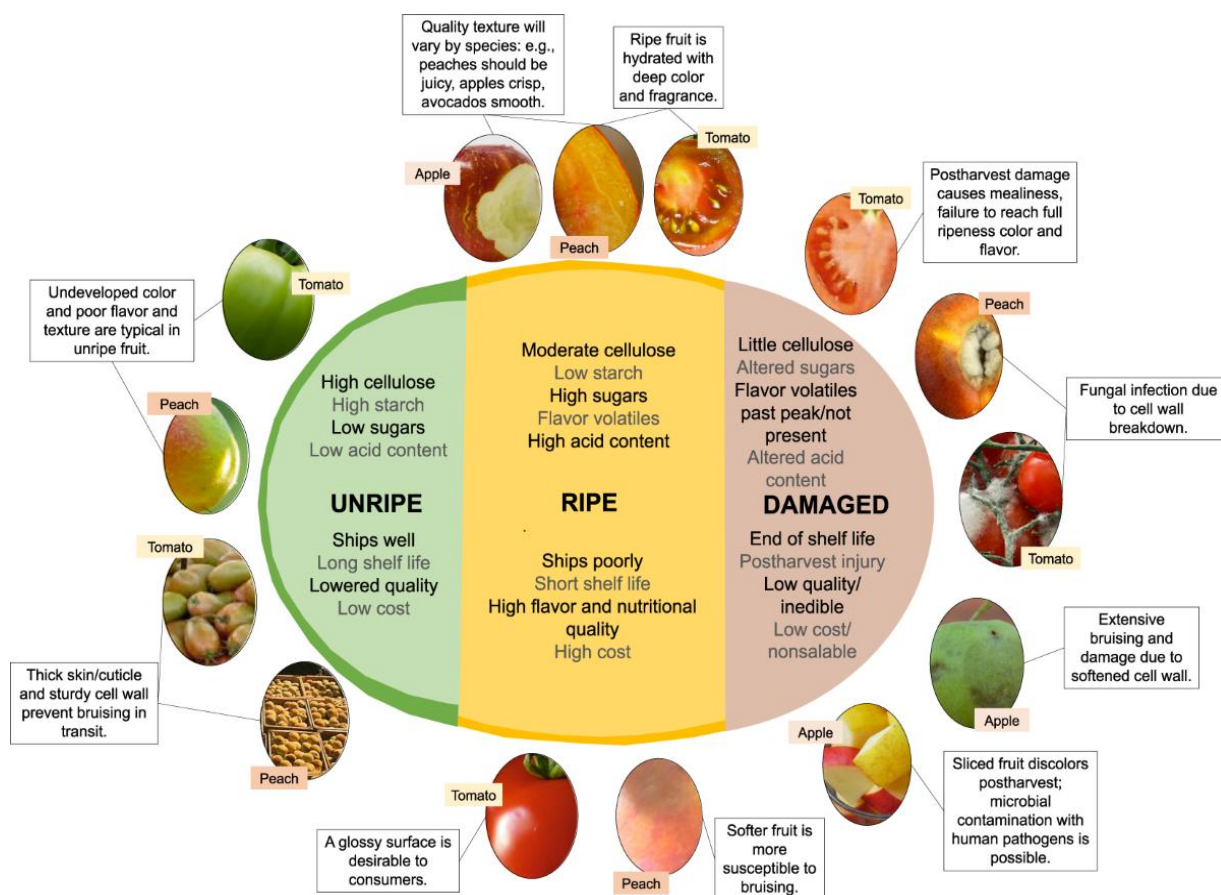 Quality texture will
vary by species: e.g.,
peaches should be
juicy, apples crisp,
avocados smooth.
Ripe fruit is
hydrated with
deep color
and fragrance.
Tomato
Apple
Peach
Tomato
Postharvest damage
causes mealiness,
failure to reach full
ripeness color and
flavor.
Tomato
Undeveloped color
and poor flavor and
texture are typical in
unripe fruit.
Peach
Peach
Fungal infection due
to cell wall
breakdown.
Tomato
High cellulose
High starch
Low sugars
Low acid content
UNRIPE
Ships well
Long shelf life
Lowered quality
Low cost
Moderate cellulose
Low starch
High sugars
Flavor volatiles
High acid content
RIPE
Ships poorly
Short shelf life
High flavor and nutritional
quality
High cost
Little cellulose
Altered sugars
Flavor volatiles
past peak/not
present
Altered acid
content
DAMAGED
End of shelf life
Postharvest injury
Low quality/
inedible
Low cost/
nonsalable
Tomato
Thick skin/cuticle
and sturdy cell wall
prevent bruising in
transit.
Peach
Extensive
bruising and
damage due to
softened cell wall.
Apple
Apple
Sliced fruit discolors
postharvest;
microbial
contamination with
human pathogens is
possible.
Tomato
A glossy surface is
desirable to
consumers.
Peach
Softer fruit is
more
susceptible to
bruising.